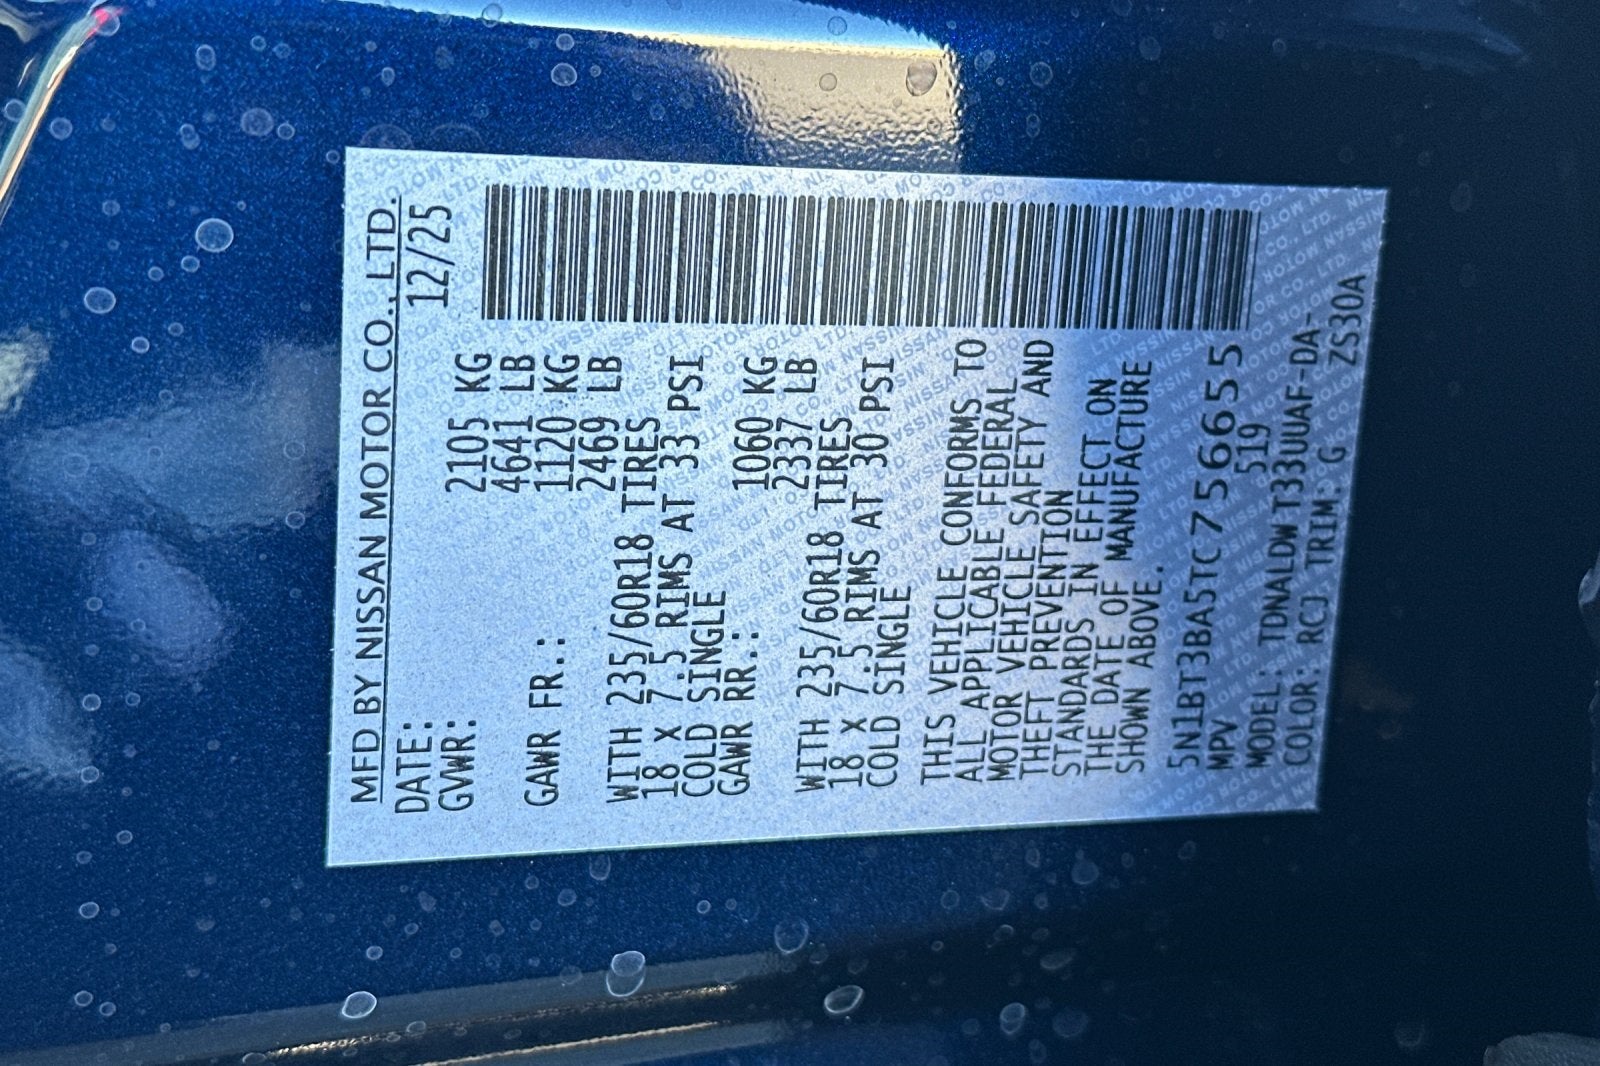 MFD BY NISSAN MOTOR CO., LTD.
DATE: 12/25
GVWR: 2105 KG
4641 LB
GAWR FR.: 1120 KG
2469 LB
WITH 235/60R18 TIRES
18 X 7.5 RIMS AT 33 PSI
COLD SINGLE
GAWR RR.: 1060 KG
2337 LB
WITH 235/60R18 TIRES
18 X 7.5 RIMS AT 30 PSI
COLD SINGLE
THIS VEHICLE CONFORMS TO
ALL APPLICABLE FEDERAL
MOTOR VEHICLE SAFETY AND
THEFT PREVENTION
STANDARDS IN EFFECT ON
THE DATE OF MANUFACTURE
SHOWN ABOVE.
5N1BT3BA5TC756655
MPV 519
MODEL: TDNALDWT33UUAF-DA-
COLOR: RCJ TRIM: G ZS30A